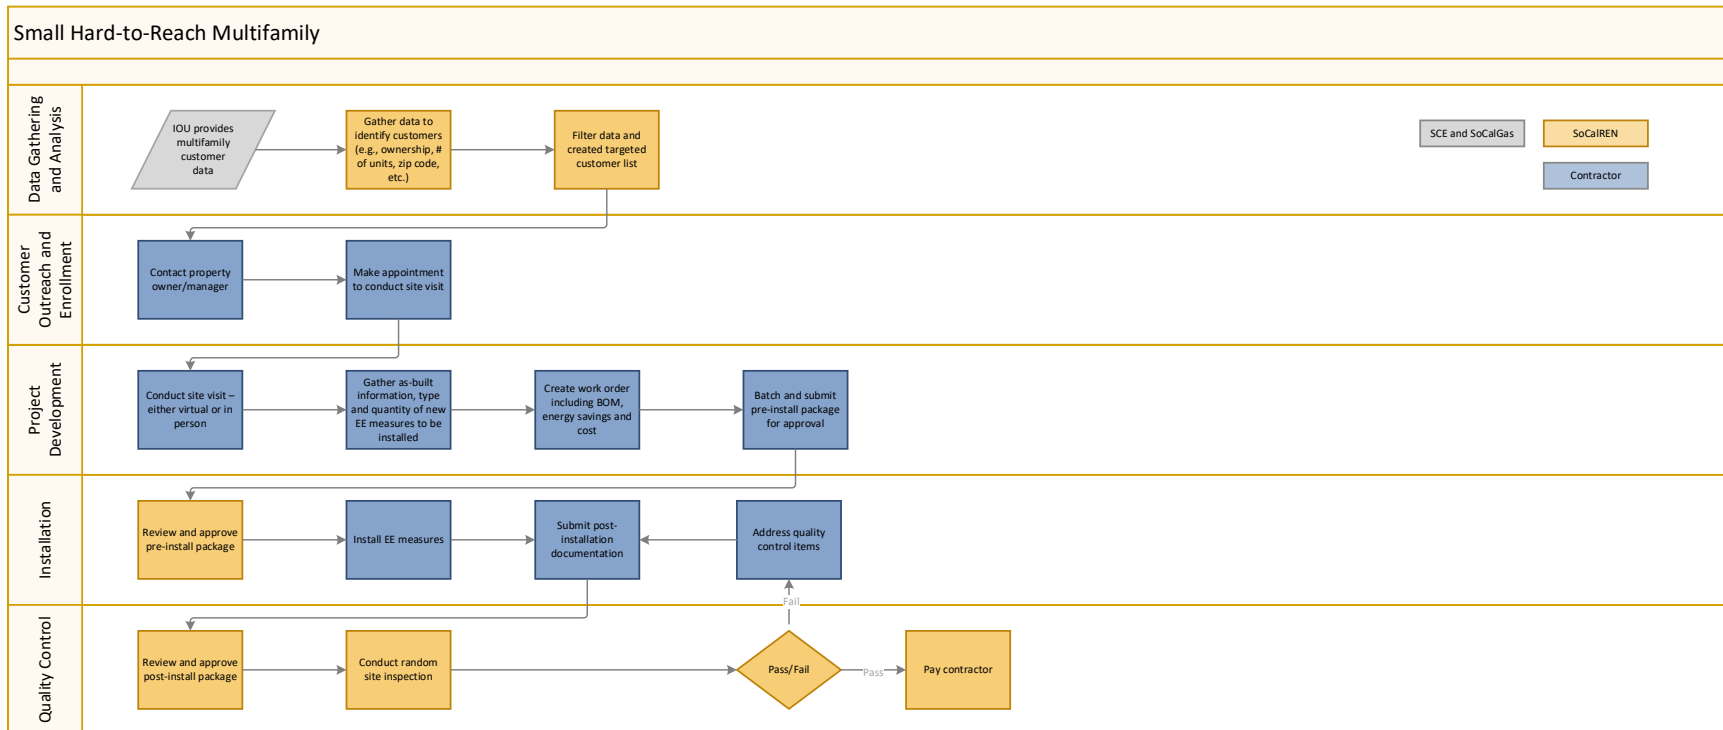 Small Hard-to-Reach Multifamily
Data Gathering
and Analysis
IOU provides
multifamily
customer
data
Gather data to
identify customers
(e.g., ownership, #
of units, zip code,
etc.)
Filter data and
created targeted
customer list
SCE and SoCalGas
SoCalREN
Contractor
Customer
Outreach and
Enrollment
Contact property
owner/manager
Make appointment
to conduct site visit
Project
Development
Conduct site visit –
either virtual or in
person
Gather as-built
information, type
and quantity of new
EE measures to be
installed
Create work order
including BOM,
energy savings and
cost
Batch and submit
pre-install package
for approval
Installation
Review and approve
pre-install package
Install EE measures
Submit post-
installation
documentation
Address quality
control items
Fail
Quality Control
Review and approve
post-install package
Conduct random
site inspection
Pass/Fail
Pass
Pay contractor